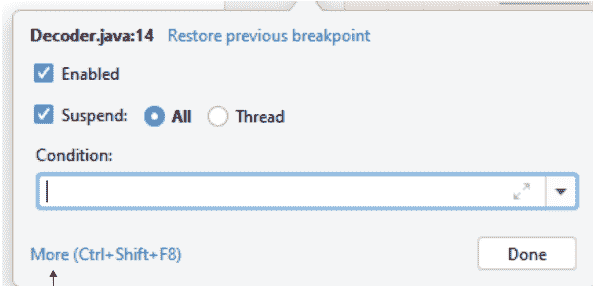 Decoder.java:14 Restore previous breakpoint
Enabled
Suspend: All Thread
Condition:
More (Ctrl+Shift+F8) Done